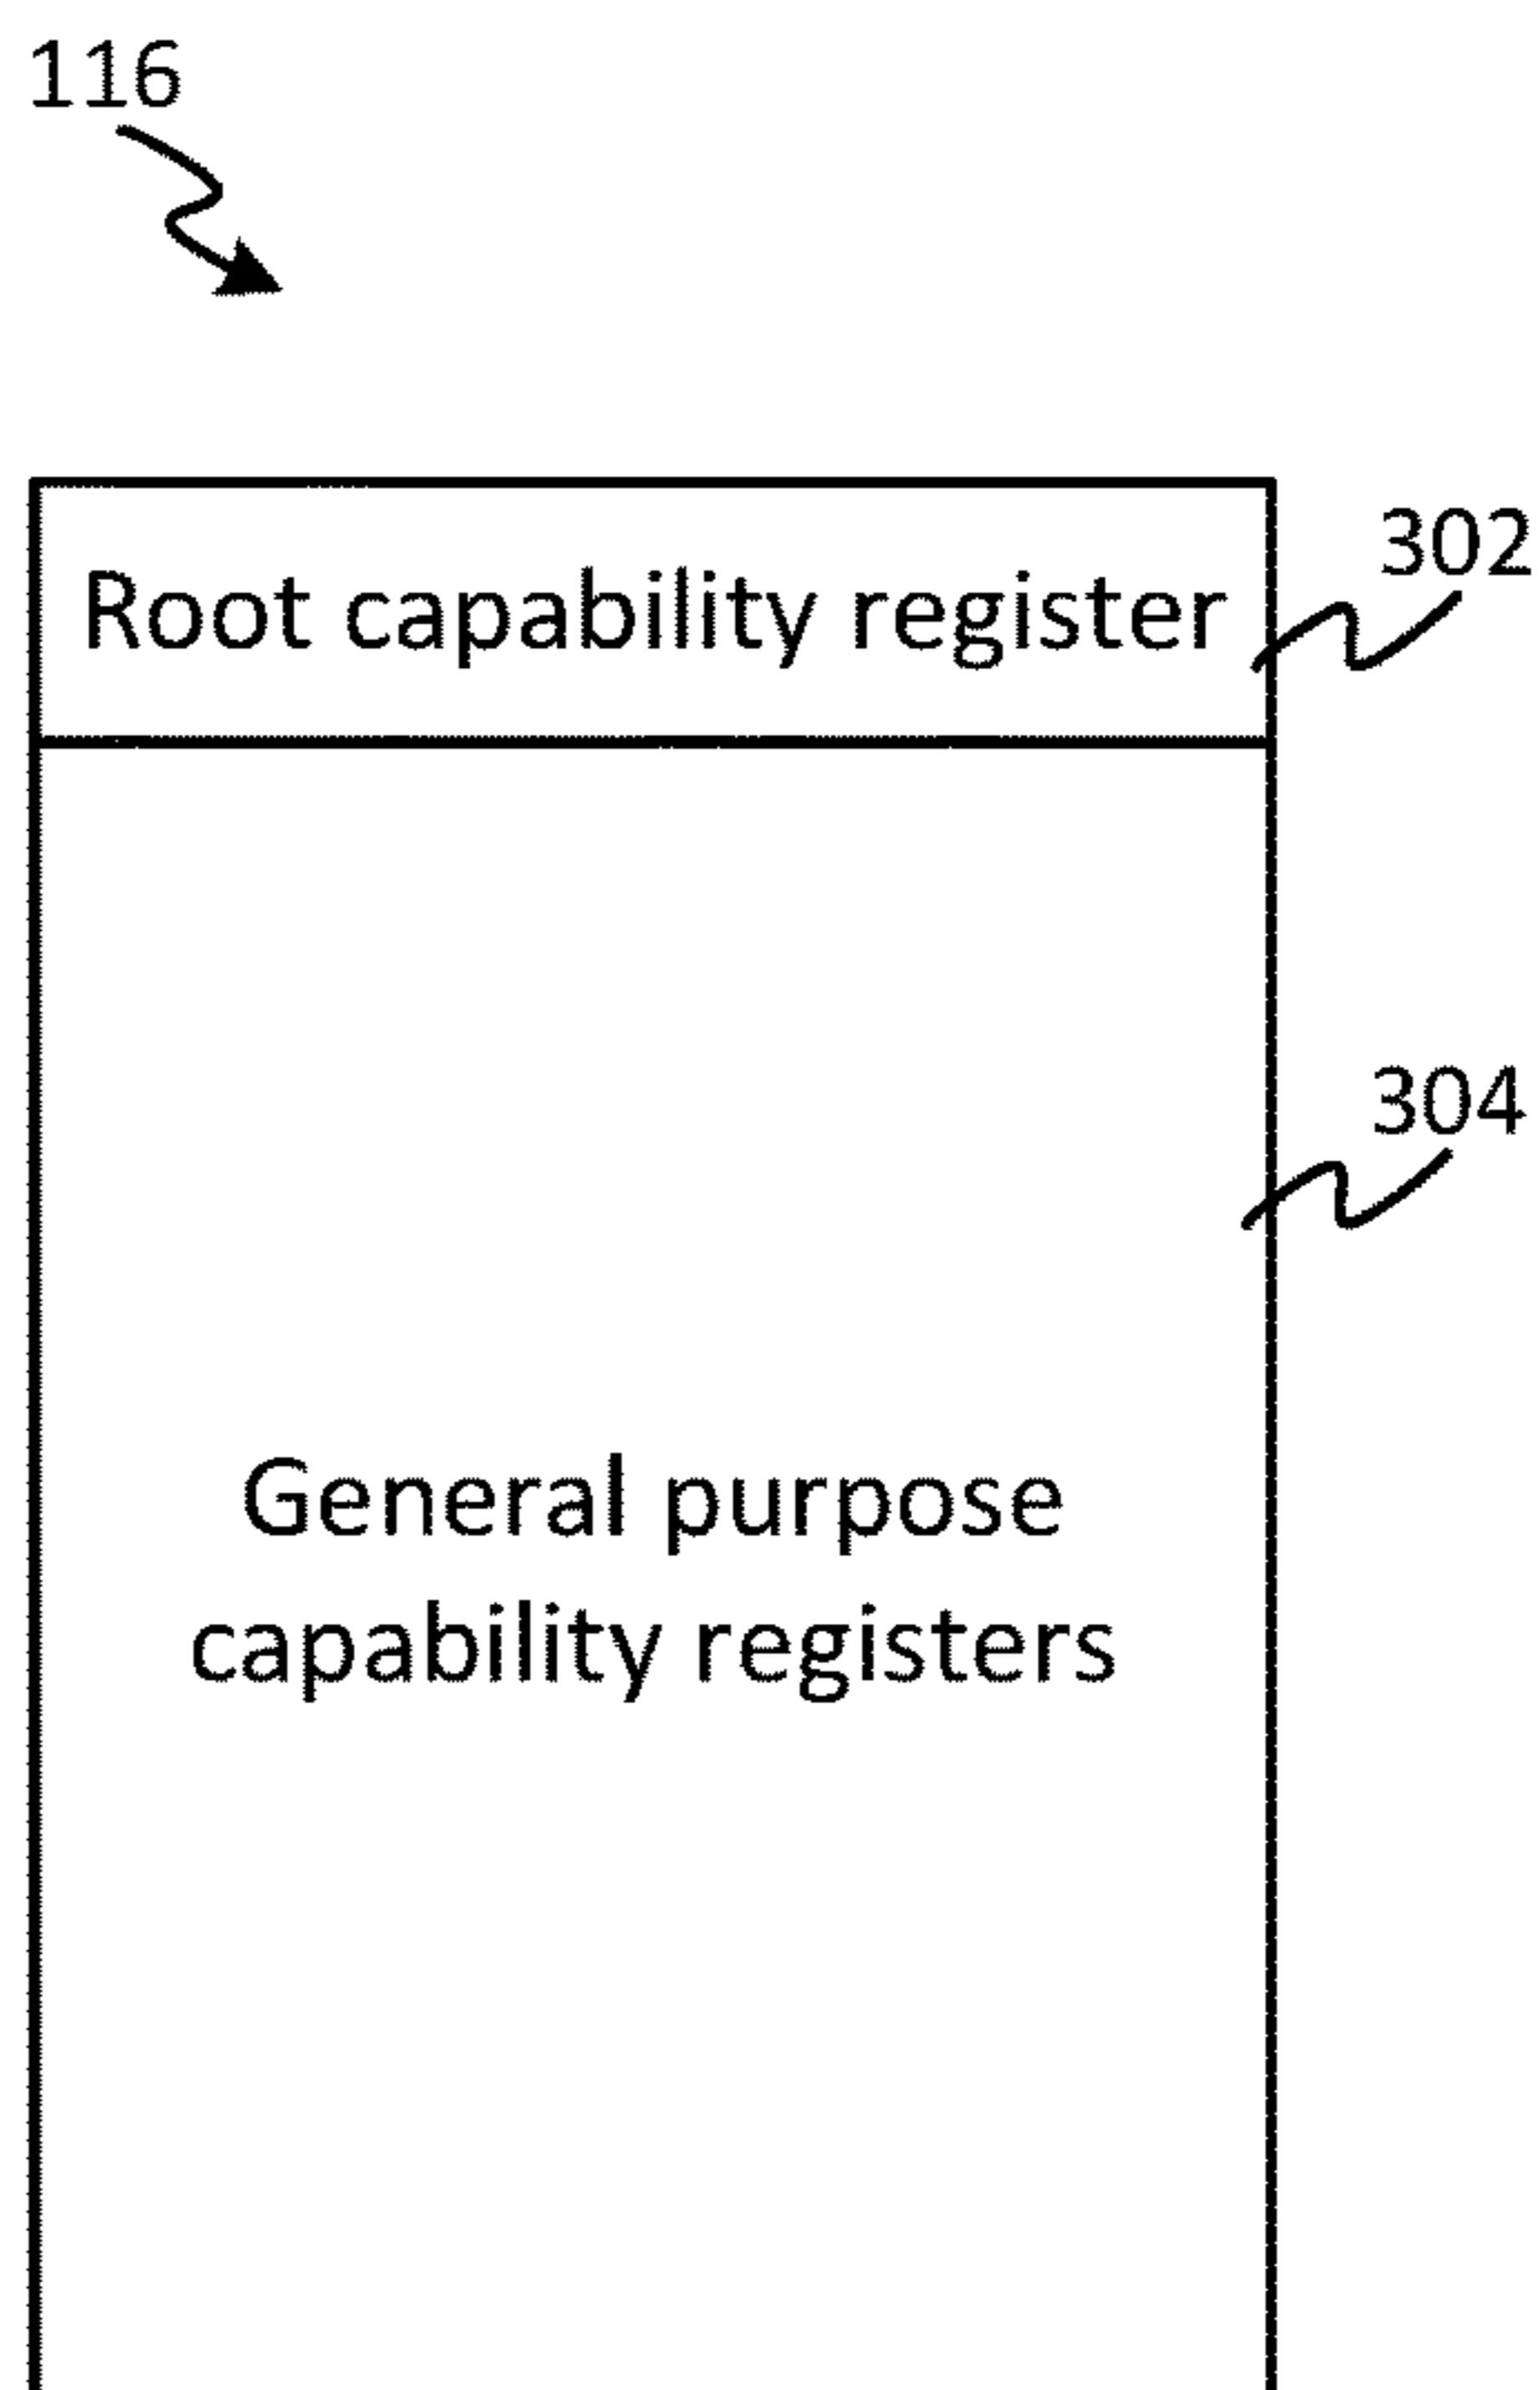 116
302
Root capability register
304
General purpose
capability registers